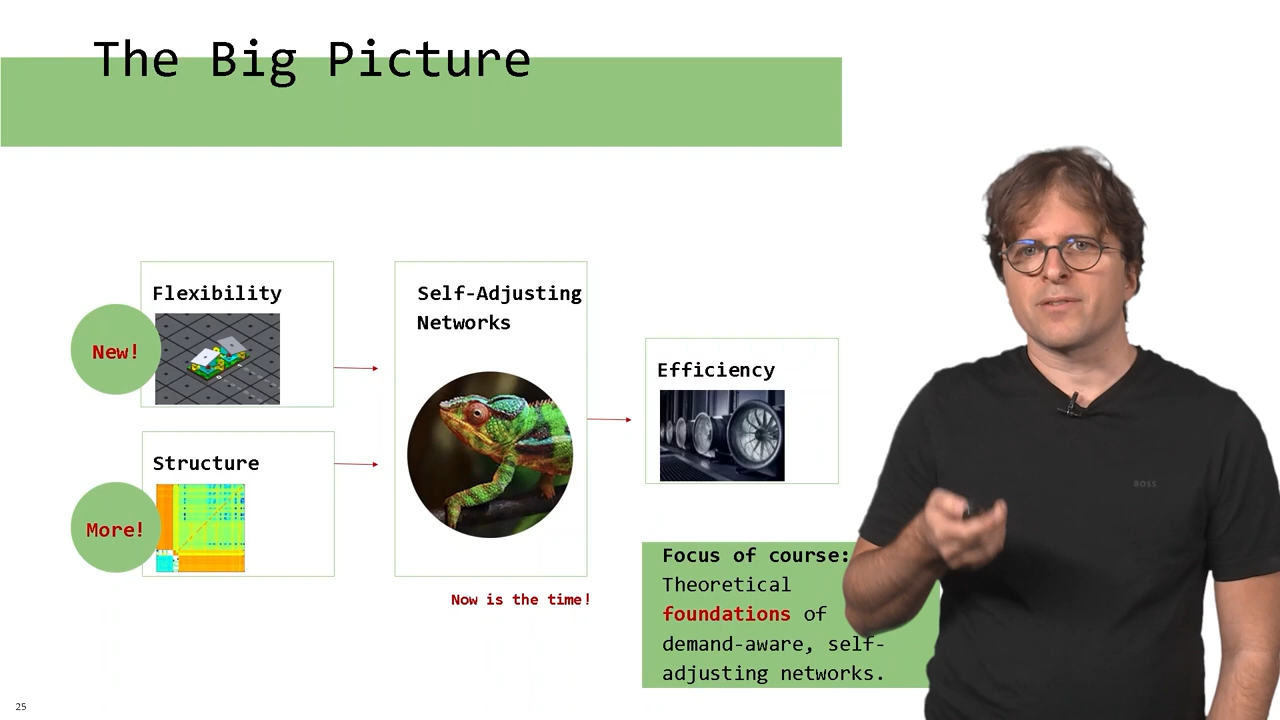 The Big Picture
Flexibility
New!
Structure
More!
Self-Adjusting
Networks
Now is the time!
Efficiency
Focus of course:
Theoretical
foundations of
demand-aware, self-
adjusting networks.
BOSS
25